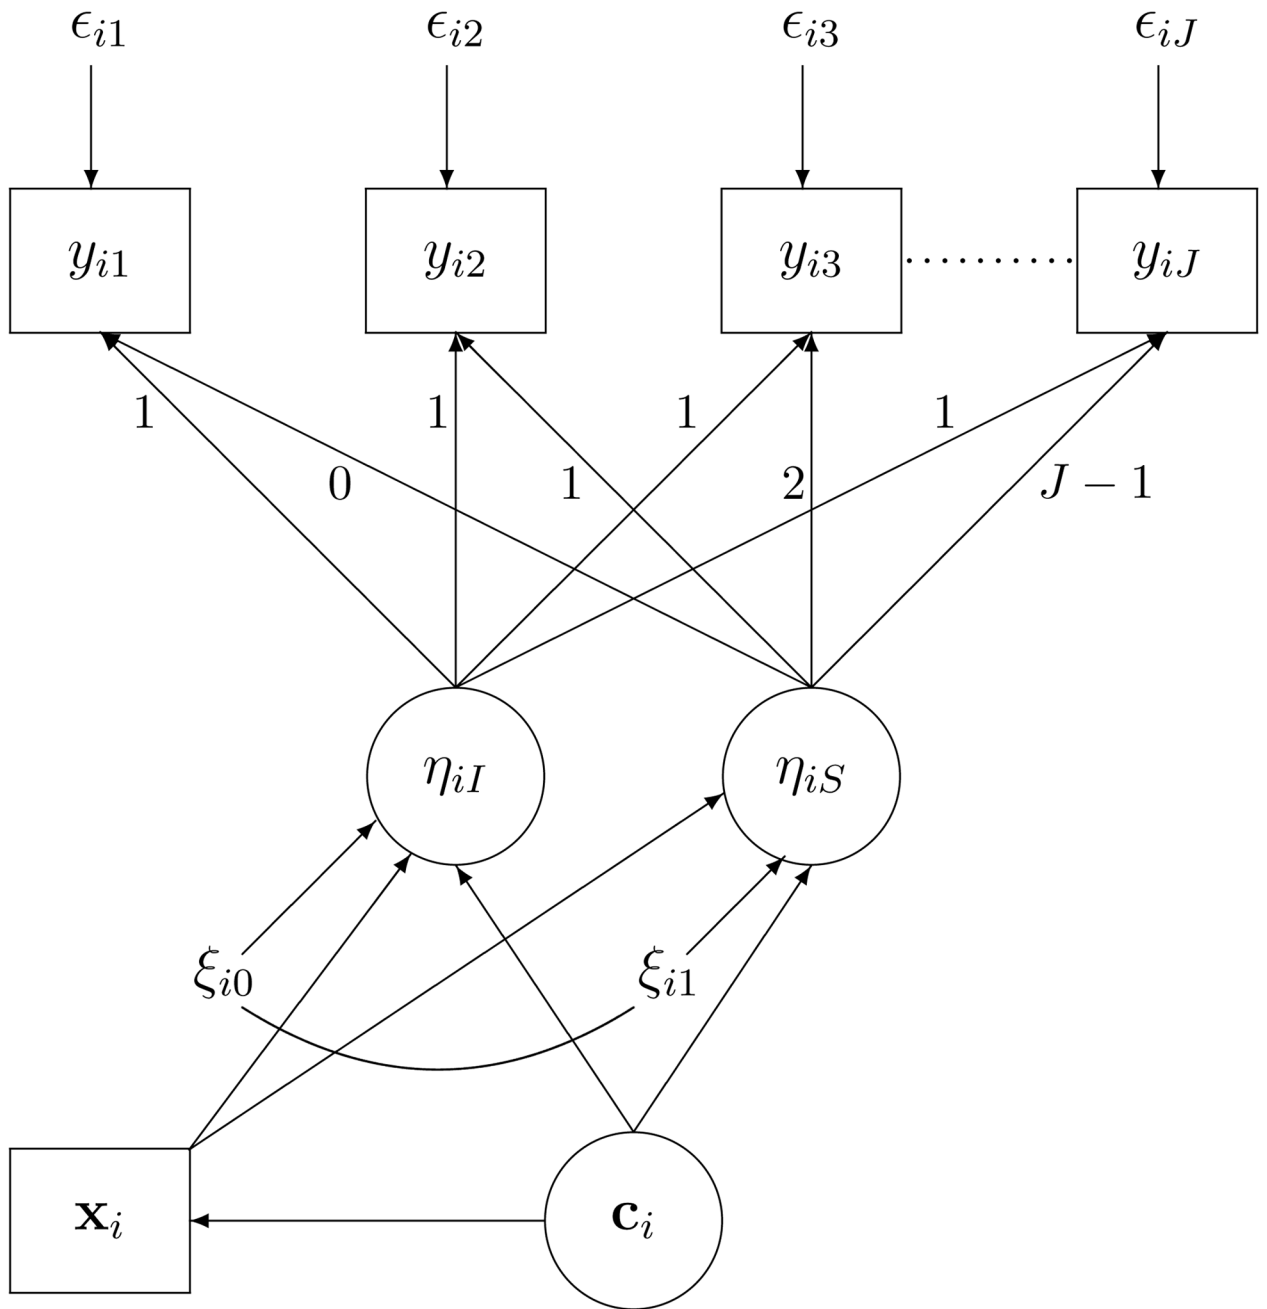 ϵi1 ϵi2 ϵi3 ϵiJ
yi1 yi2 yi3 .......... yiJ
1 1 1 1
0 1 2 J − 1
ηiI ηiS
ξi0 ξi1
xi ci